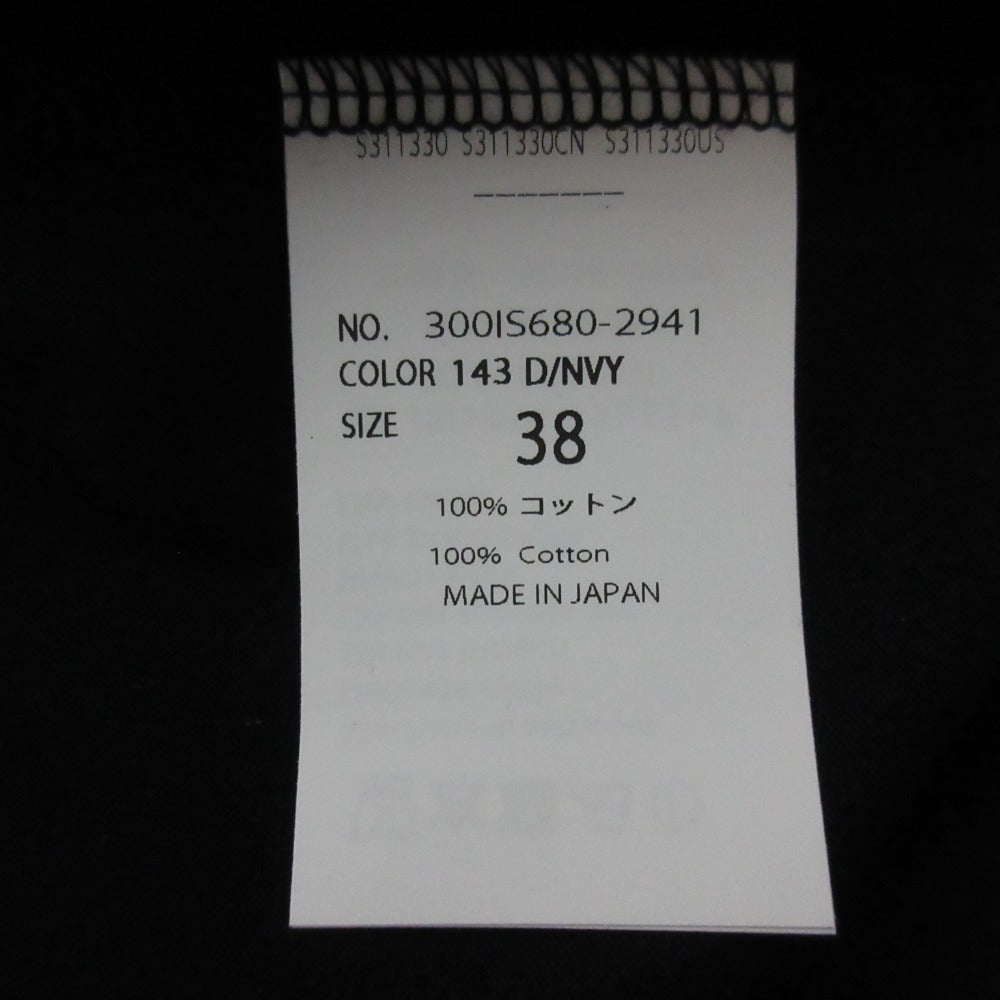 S311330 S311330CN S311330US
NO. 300IS680-2941
COLOR 143 D/NVY
SIZE 38
100% コットン
100% Cotton
MADE IN JAPAN